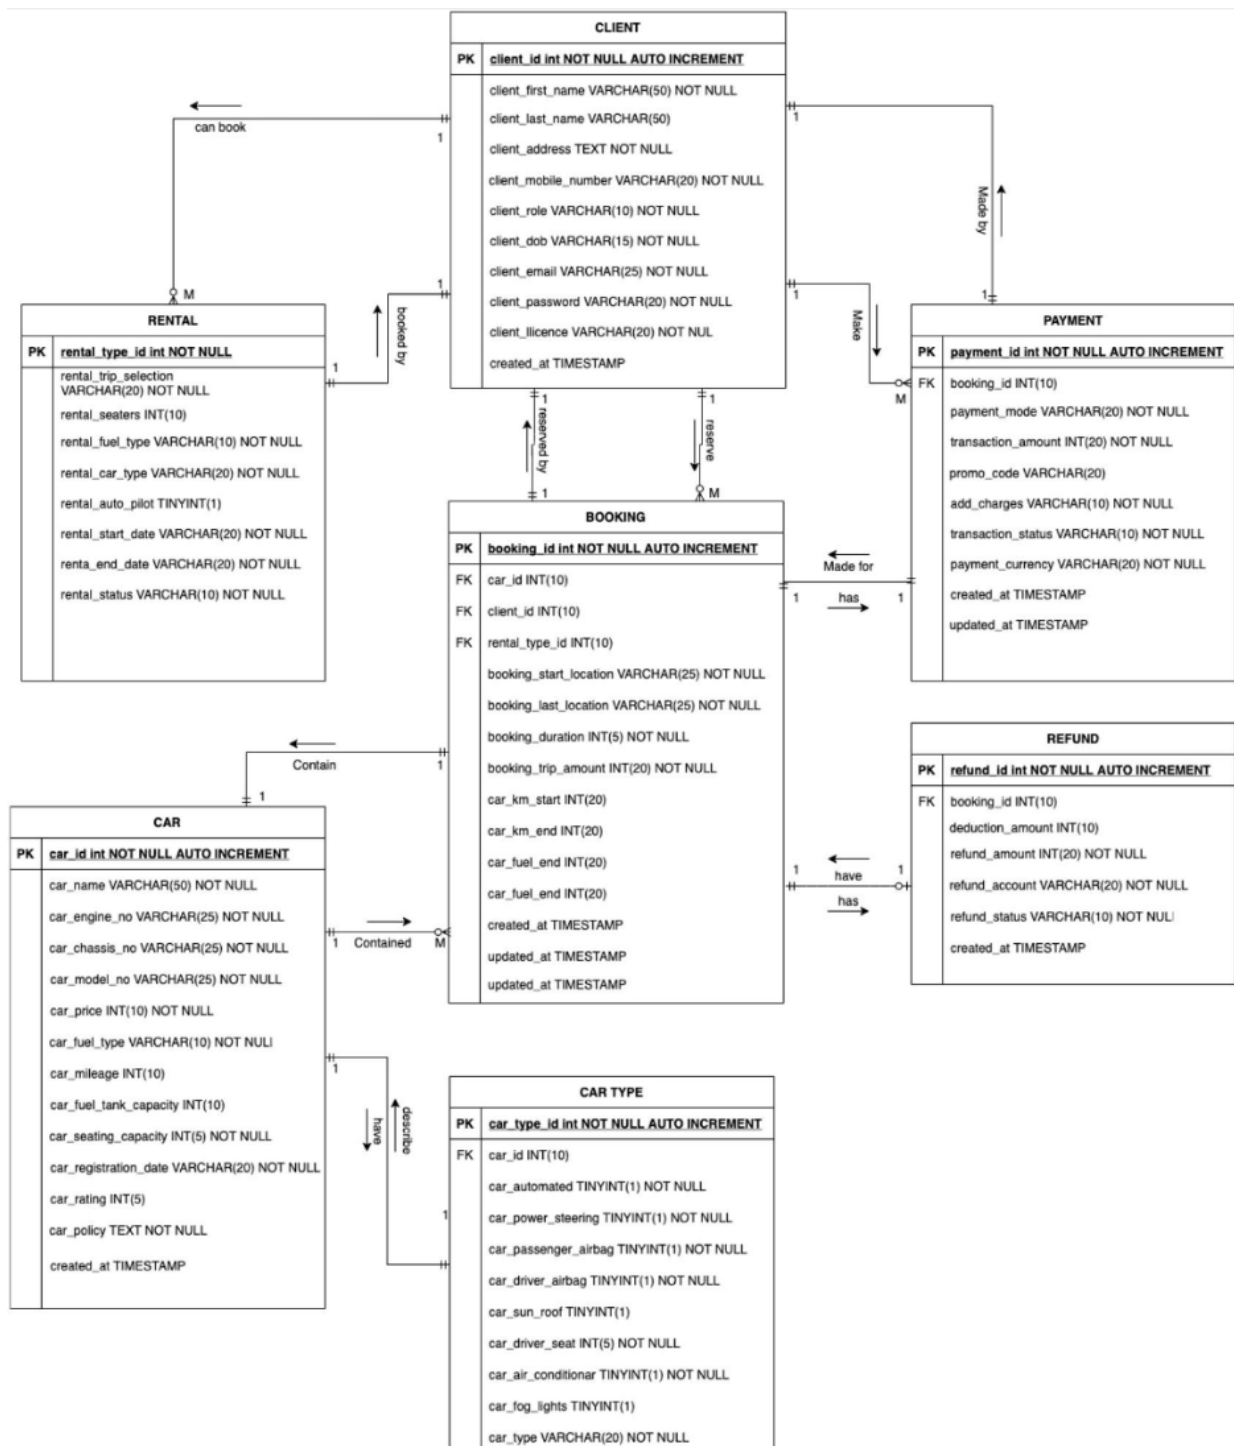 CLIENT
PK client_id int NOT NULL AUTO INCREMENT
client_first_name VARCHAR(50) NOT NULL
client_last_name VARCHAR(50)
client_address TEXT NOT NULL
client_mobile_number VARCHAR(20) NOT NULL
client_role VARCHAR(10) NOT NULL
client_dob VARCHAR(15) NOT NULL
client_email VARCHAR(25) NOT NULL
client_password VARCHAR(20) NOT NULL
client_llicence VARCHAR(20) NOT NUL
created_at TIMESTAMP
can book
1
M
1
Made by
1
RENTAL
PK rental_type_id int NOT NULL
rental_trip_selection
VARCHAR(20) NOT NULL
rental_seaters INT(10)
rental_fuel_type VARCHAR(10) NOT NULL
rental_car_type VARCHAR(20) NOT NULL
rental_auto_pilot TINYINT(1)
rental_start_date VARCHAR(20) NOT NULL
renta_end_date VARCHAR(20) NOT NULL
rental_status VARCHAR(10) NOT NULL
1
booked by
1
1
Make
M
PAYMENT
PK payment_id int NOT NULL AUTO INCREMENT
FK booking_id INT(10)
payment_mode VARCHAR(20) NOT NULL
transaction_amount INT(20) NOT NULL
promo_code VARCHAR(20)
add_charges VARCHAR(10) NOT NULL
transaction_status VARCHAR(10) NOT NULL
payment_currency VARCHAR(20) NOT NULL
created_at TIMESTAMP
updated_at TIMESTAMP
1
reserved by
1
1
reserve
M
BOOKING
PK booking_id int NOT NULL AUTO INCREMENT
FK car_id INT(10)
FK client_id INT(10)
FK rental_type_id INT(10)
booking_start_location VARCHAR(25) NOT NULL
booking_last_location VARCHAR(25) NOT NULL
booking_duration INT(5) NOT NULL
booking_trip_amount INT(20) NOT NULL
car_km_start INT(20)
car_km_end INT(20)
car_fuel_end INT(20)
car_fuel_end INT(20)
created_at TIMESTAMP
updated_at TIMESTAMP
updated_at TIMESTAMP
Made for
1
has
1
REFUND
PK refund_id int NOT NULL AUTO INCREMENT
FK booking_id INT(10)
deduction_amount INT(10)
refund_amount INT(20) NOT NULL
refund_account VARCHAR(20) NOT NULL
refund_status VARCHAR(10) NOT NUL
created_at TIMESTAMP
1
have
1
has
Contain
1
1
CAR
PK car_id int NOT NULL AUTO INCREMENT
car_name VARCHAR(50) NOT NULL
car_engine_no VARCHAR(25) NOT NULL
car_chassis_no VARCHAR(25) NOT NULL
car_model_no VARCHAR(25) NOT NULL
car_price INT(10) NOT NULL
car_fuel_type VARCHAR(10) NOT NUL
car_mileage INT(10)
car_fuel_tank_capacity INT(10)
car_seating_capacity INT(5) NOT NULL
car_registration_date VARCHAR(20) NOT NULL
car_rating INT(5)
car_policy TEXT NOT NULL
created_at TIMESTAMP
1
Contained
M
1
have
describe
1
CAR TYPE
PK car_type_id int NOT NULL AUTO INCREMENT
FK car_id INT(10)
car_automated TINYINT(1) NOT NULL
car_power_steering TINYINT(1) NOT NULL
car_passenger_airbag TINYINT(1) NOT NULL
car_driver_airbag TINYINT(1) NOT NULL
car_sun_roof TINYINT(1)
car_driver_seat INT(5) NOT NULL
car_air_conditionar TINYINT(1) NOT NULL
car_fog_lights TINYINT(1)
car_type VARCHAR(20) NOT NULL